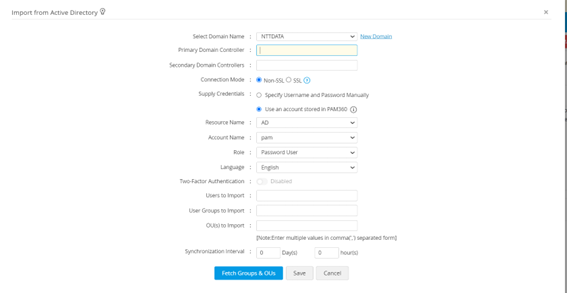 Import from Active Directory
Select Domain Name : NTTDATA New Domain
Primary Domain Controller :
Secondary Domain Controllers :
Connection Mode : Non-SSL SSL
Supply Credentials : Specify Username and Password Manually
Use an account stored in PAM360
Resource Name : AD
Account Name : pam
Role : Password User
Language : English
Two-Factor Authentication : Disabled
Users to Import :
User Groups to Import :
OU(s) to Import :
[Note:Enter multiple values in comma(',') separated form]
Synchronization Interval : 0 Day(s) 0 hour(s)
Fetch Groups & OUs Save Cancel